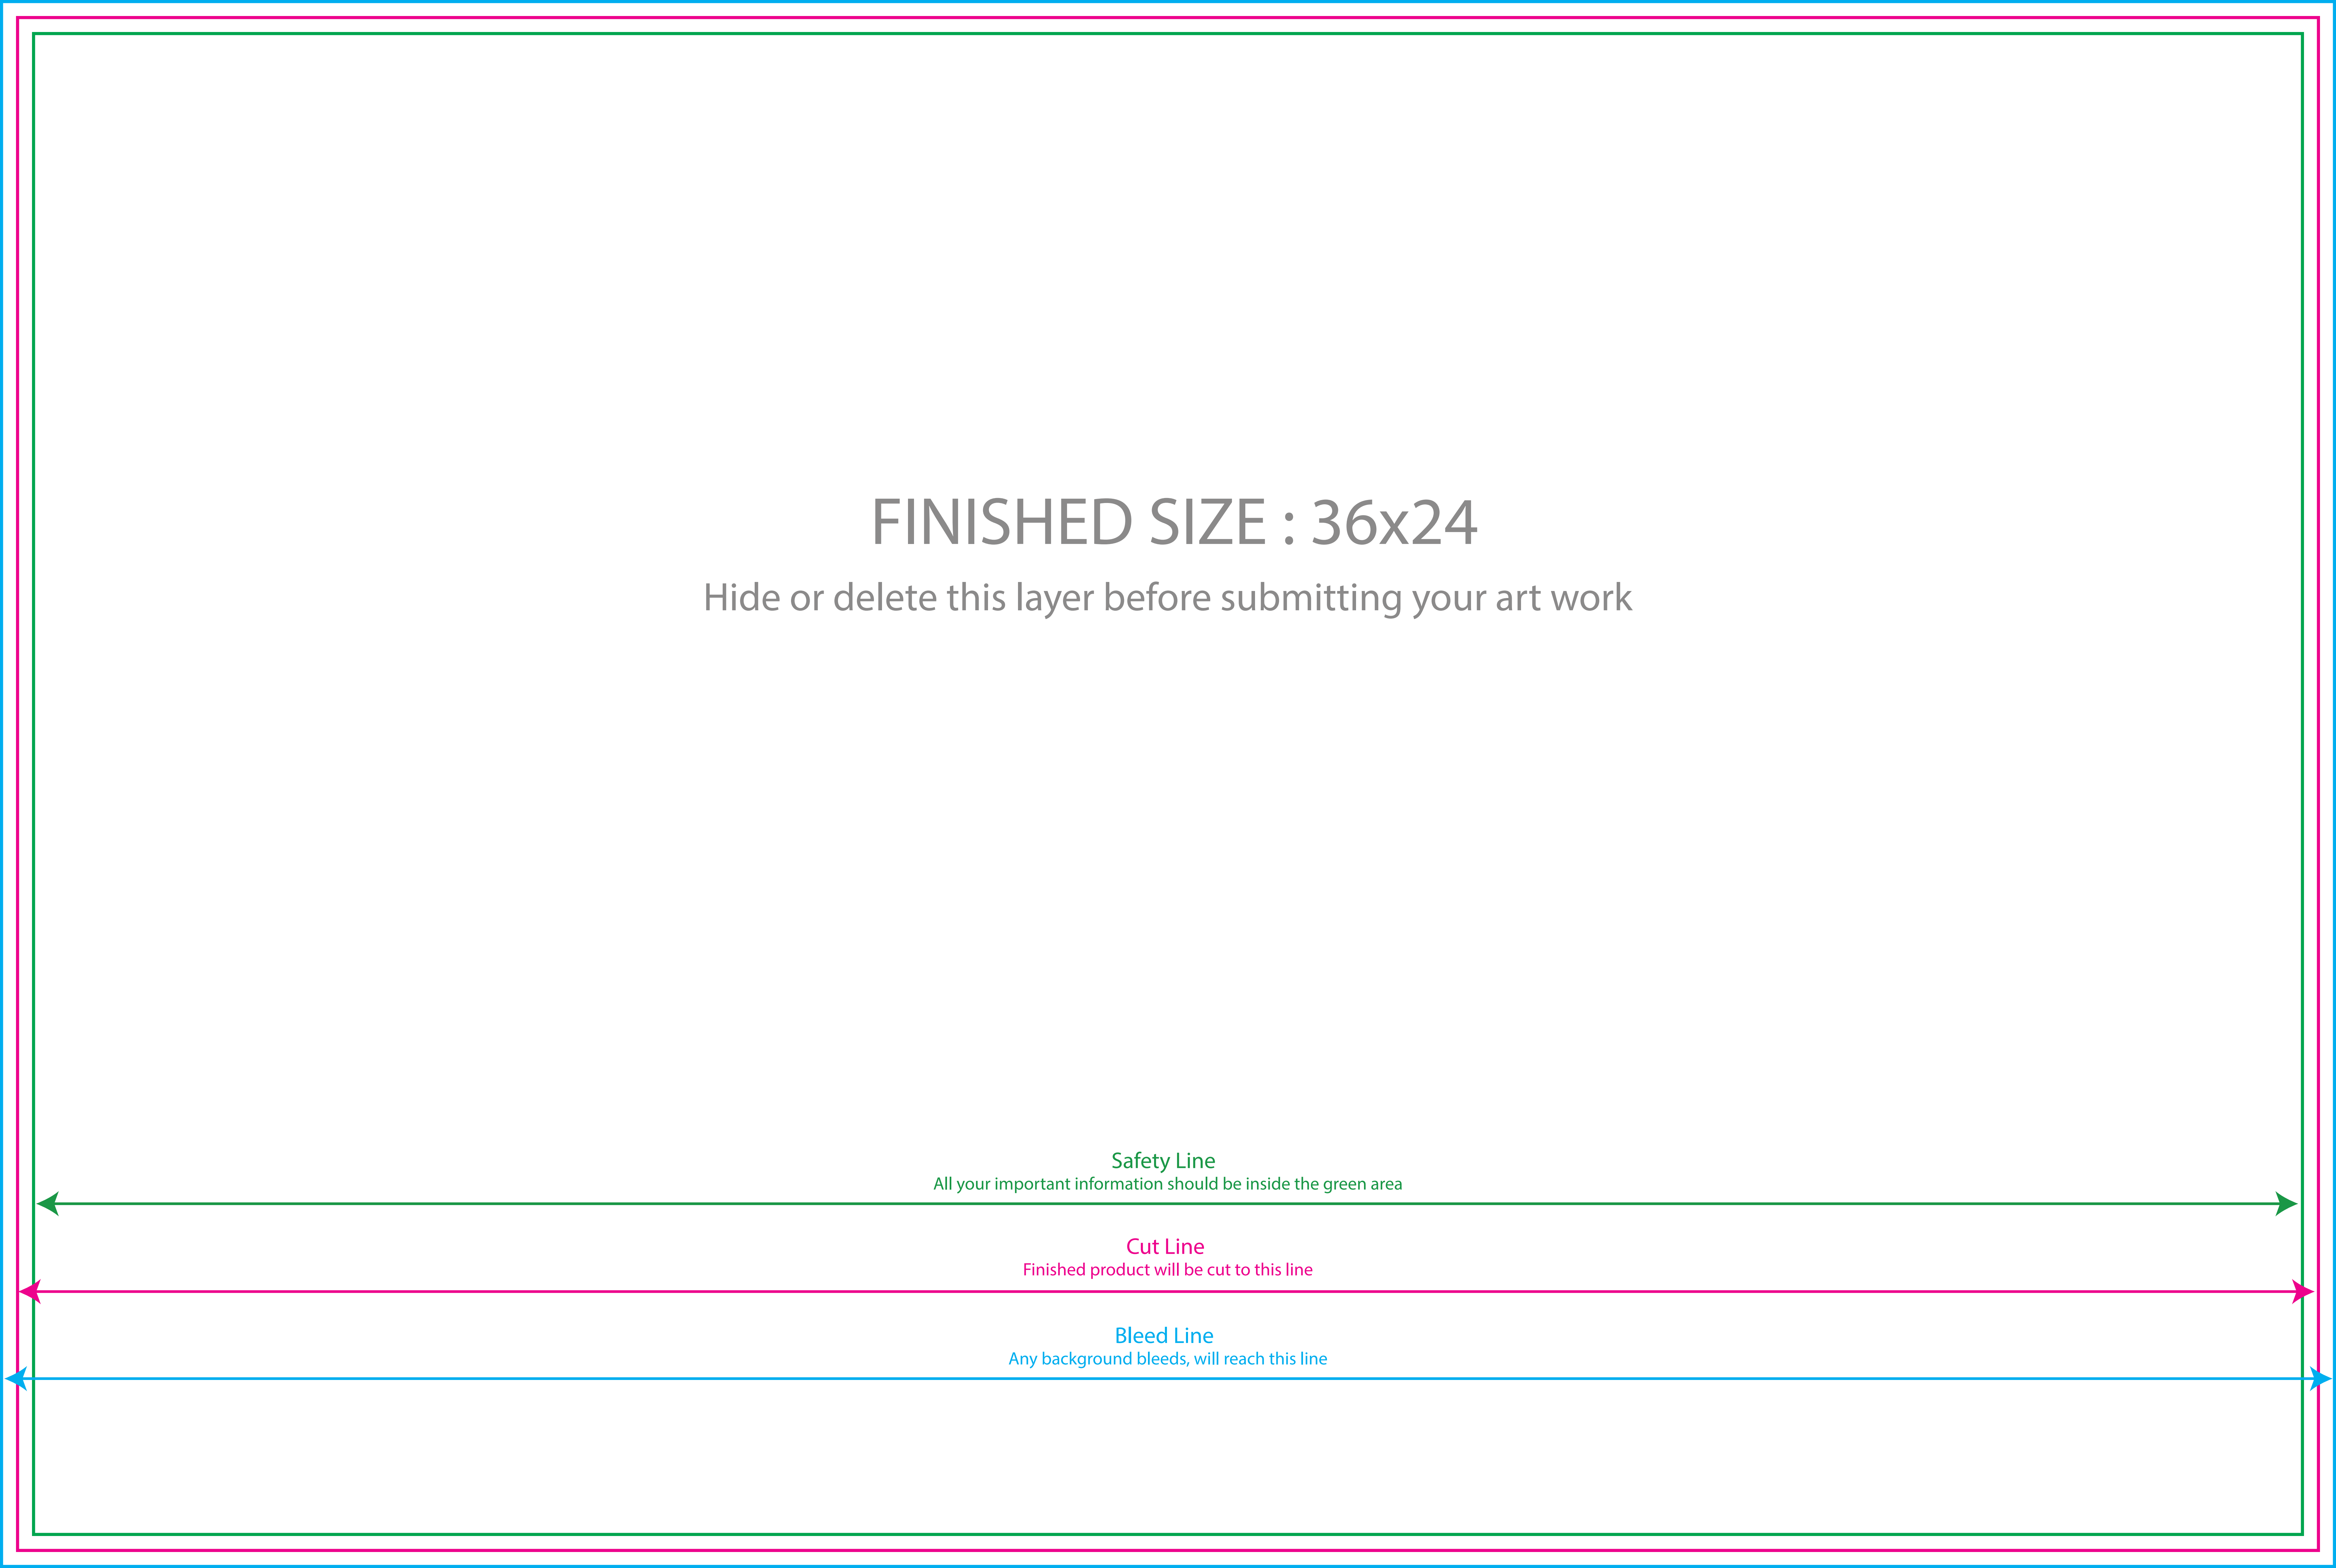 FINISHED SIZE : 36x24
Hide or delete this layer before submitting your art work
Safety Line
All your important information should be inside the green area
Cut Line
Finished product will be cut to this line
Bleed Line
Any background bleeds, will reach this line